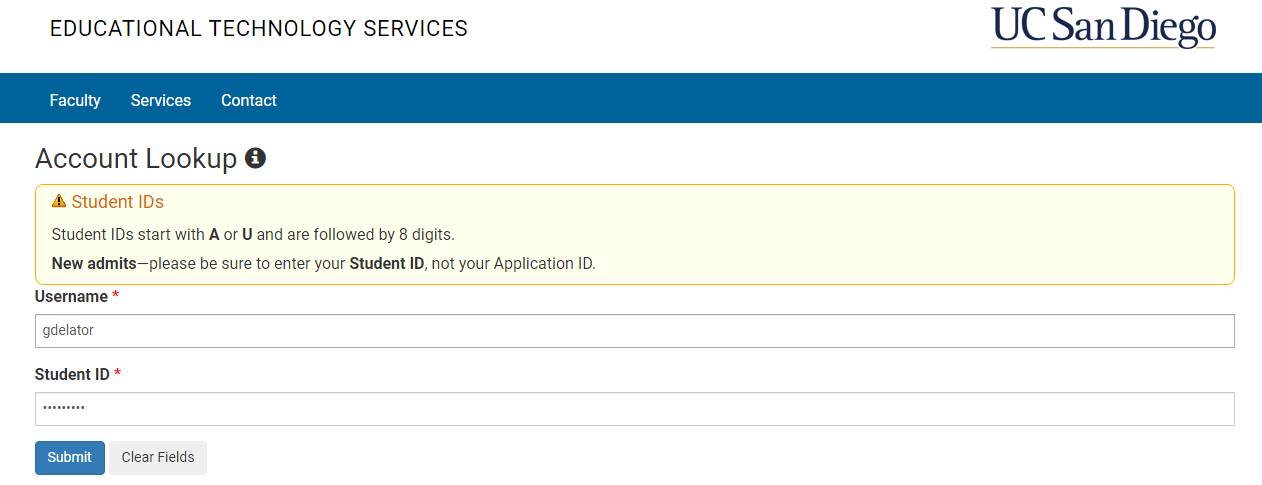 EDUCATIONAL TECHNOLOGY SERVICES
UC San Diego
Faculty Services Contact
Account Lookup
Student IDs
Student IDs start with A or U and are followed by 8 digits.
New admits—please be sure to enter your Student ID, not your Application ID.
Username *
gdelator
Student ID *
•••••••••
Submit Clear Fields